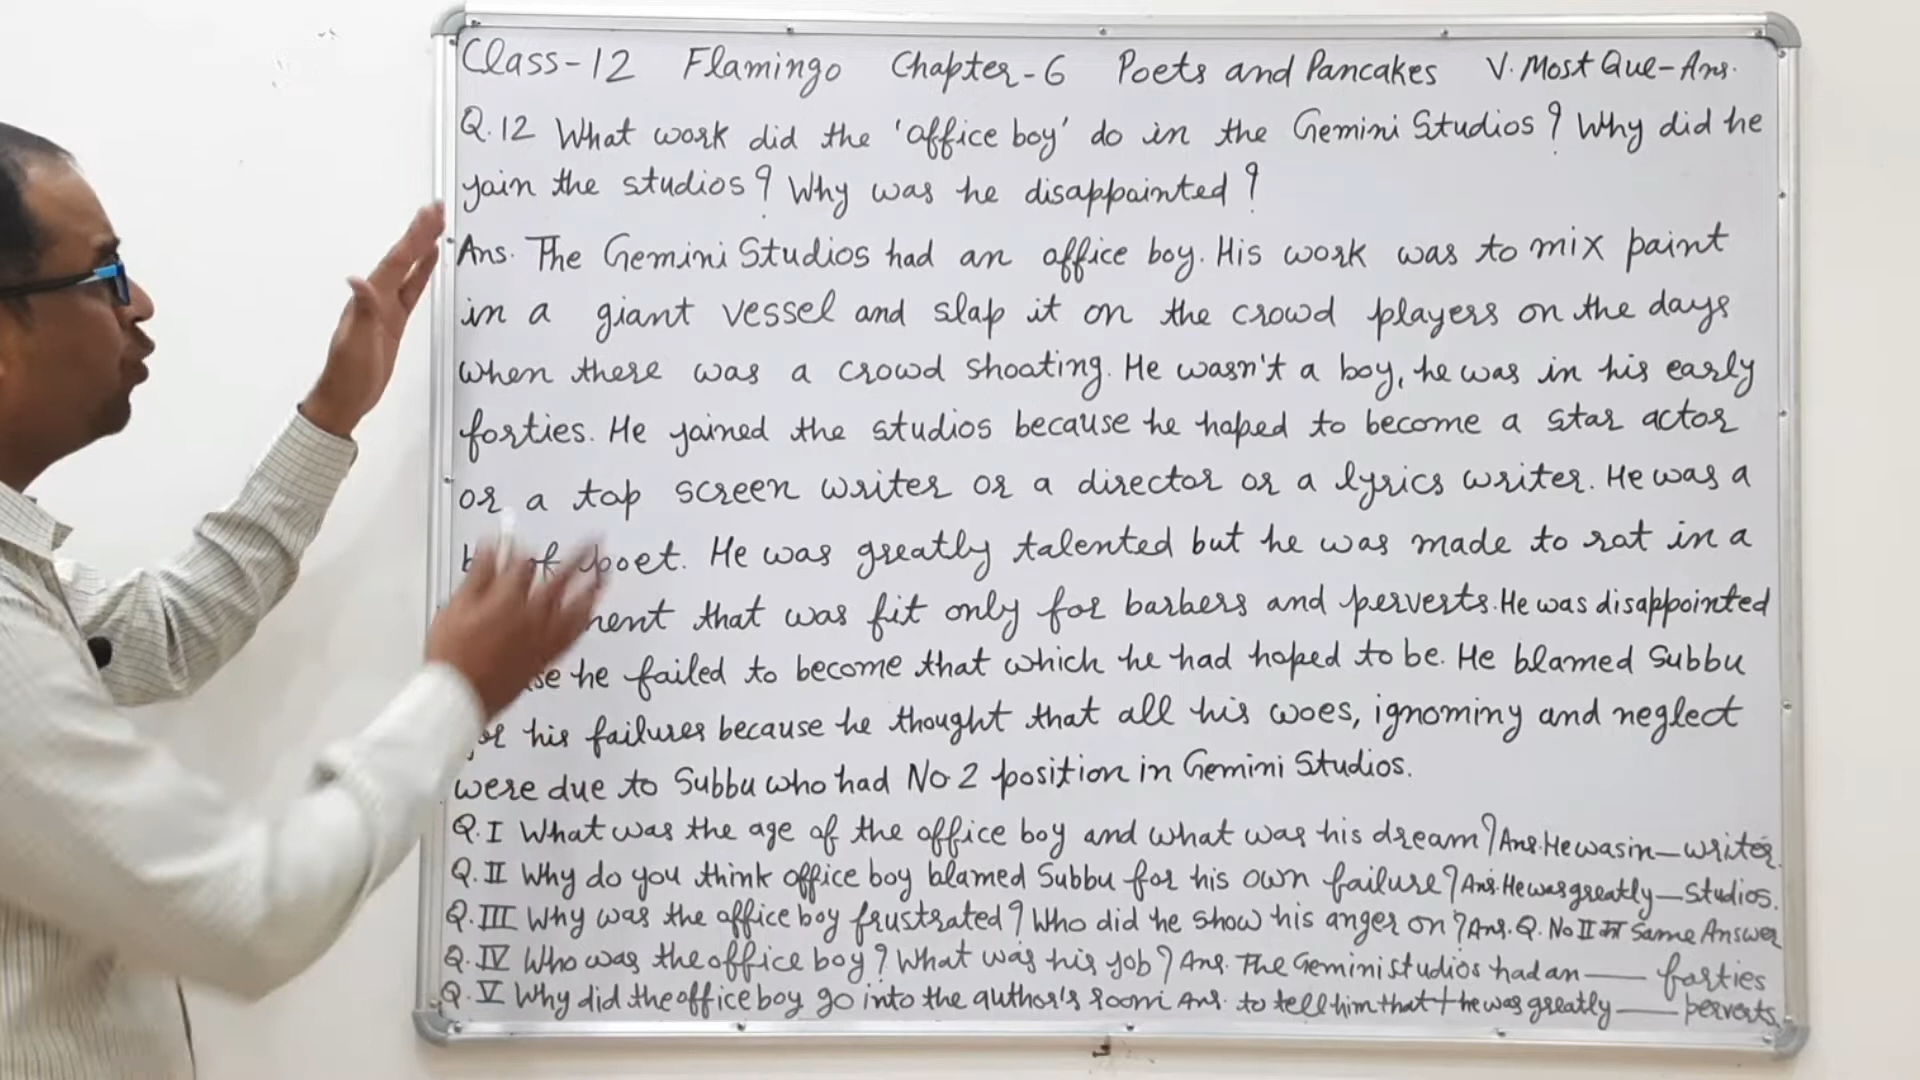 Class-12 Flamingo Chapter-6 Poets and Pancakes V. Most Que-Ans.
Q.12 What work did the 'office boy' do in the Gemini Studios? Why did he
join the studios? Why was he disappointed?
Ans. The Gemini Studios had an office boy. His work was to mix paint
in a giant vessel and slap it on the crowd players on the days
when there was a crowd shooting. He wasn't a boy, he was in his early
forties. He joined the studios because he hoped to become a star actor
or a top screen writer or a director or a lyrics writer. He was a
of poet. He was greatly talented but he was made to rot in a
that was fit only for barbers and perverts. He was disappointed
he failed to become that which he had hoped to be. He blamed Subbu
his failures because he thought that all his woes, ignominy and neglect
were due to Subbu who had No.2 position in Gemini Studios.
Q.I What was the age of the office boy and what was his dream? Ans. He was in—writer.
Q.II Why do you think office boy blamed Subbu for his own failure? Ans. He was greatly—Studios.
Q.III Why was the office boy frustrated? Who did he show his anger on? Ans. Q. No II Same Answer
Q.IV Who was the office boy? What was his job? Ans. The Gemini studios had an—forties
Q.V Why did the office boy go into the author's room Ans. to tell him that he was greatly—perverts.